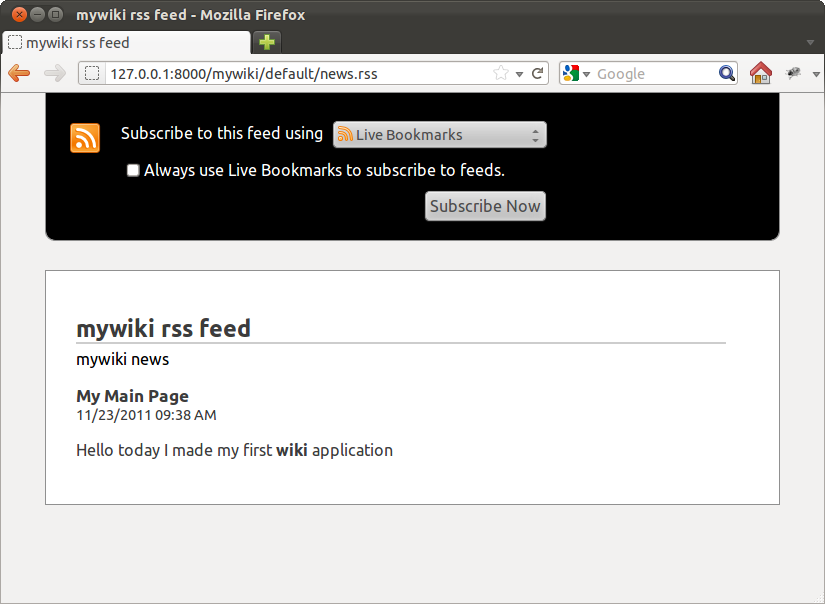 mywiki rss feed - Mozilla Firefox
mywiki rss feed
127.0.0.1:8000/mywiki/default/news.rss
Google
Subscribe to this feed using Live Bookmarks
Always use Live Bookmarks to subscribe to feeds.
Subscribe Now
mywiki rss feed
mywiki news
My Main Page
11/23/2011 09:38 AM
Hello today I made my first wiki application